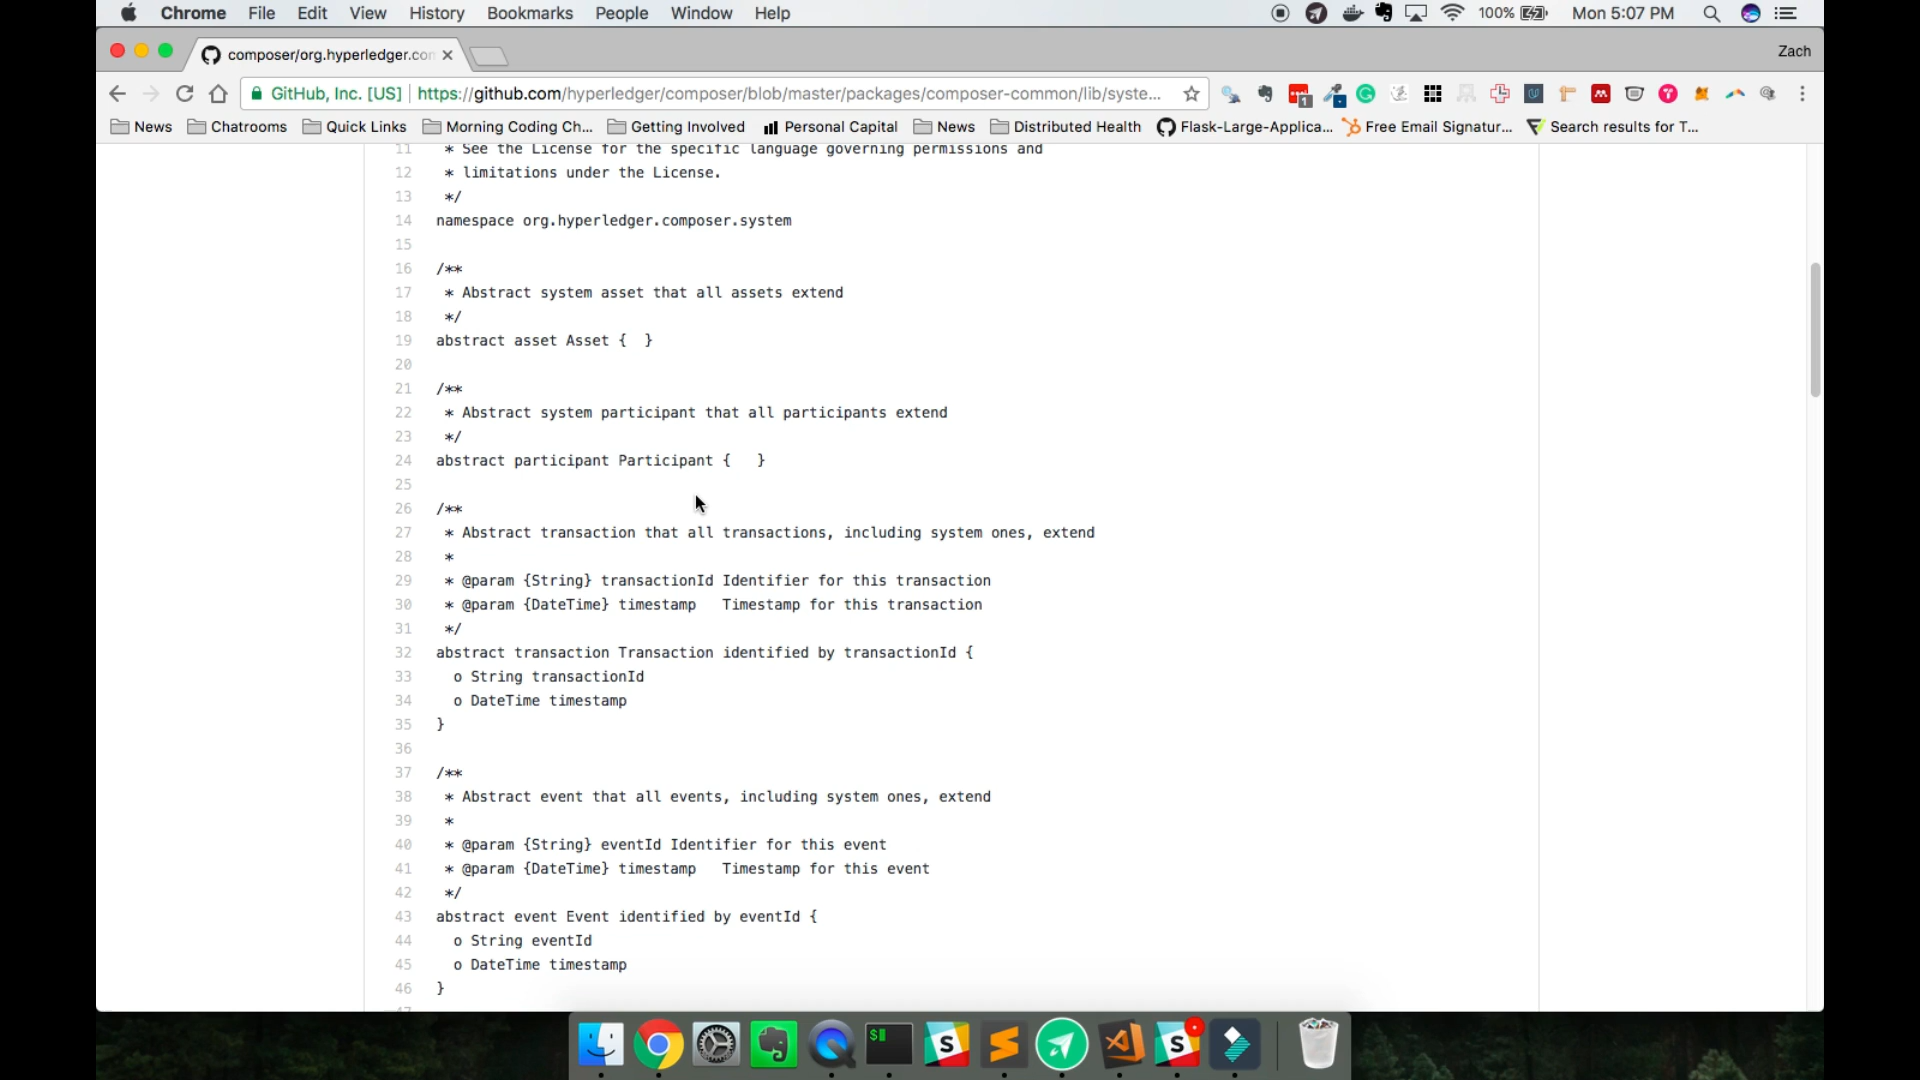 Chrome File Edit View History Bookmarks People Window Help 100% Mon 5:07 PM
composer/org.hyperledger.con Zach
GitHub, Inc. [US] https://github.com/hyperledger/composer/blob/master/packages/composer-common/lib/syste... 1
News Chatrooms Quick Links Morning Coding Ch... Getting Involved Personal Capital News Distributed Health Flask-Large-Applica... Free Email Signatur... Search results for T...
11 * See the License for the specific language governing permissions and
12 * limitations under the License.
13 */
14 namespace org.hyperledger.composer.system
15
16 /**
17 * Abstract system asset that all assets extend
18 */
19 abstract asset Asset { }
20
21 /**
22 * Abstract system participant that all participants extend
23 */
24 abstract participant Participant { }
25
26 /**
27 * Abstract transaction that all transactions, including system ones, extend
28 *
29 * @param {String} transactionId Identifier for this transaction
30 * @param {DateTime} timestamp Timestamp for this transaction
31 */
32 abstract transaction Transaction identified by transactionId {
33 o String transactionId
34 o DateTime timestamp
35 }
36
37 /**
38 * Abstract event that all events, including system ones, extend
39 *
40 * @param {String} eventId Identifier for this event
41 * @param {DateTime} timestamp Timestamp for this event
42 */
43 abstract event Event identified by eventId {
44 o String eventId
45 o DateTime timestamp
46 }